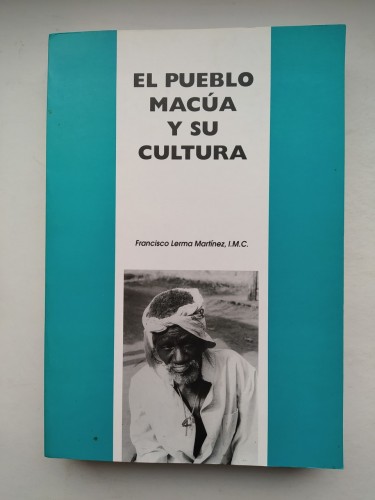 EL PUEBLO
MACÚA
Y SU
CULTURA
Francisco Lerma Martínez, I.M.C.